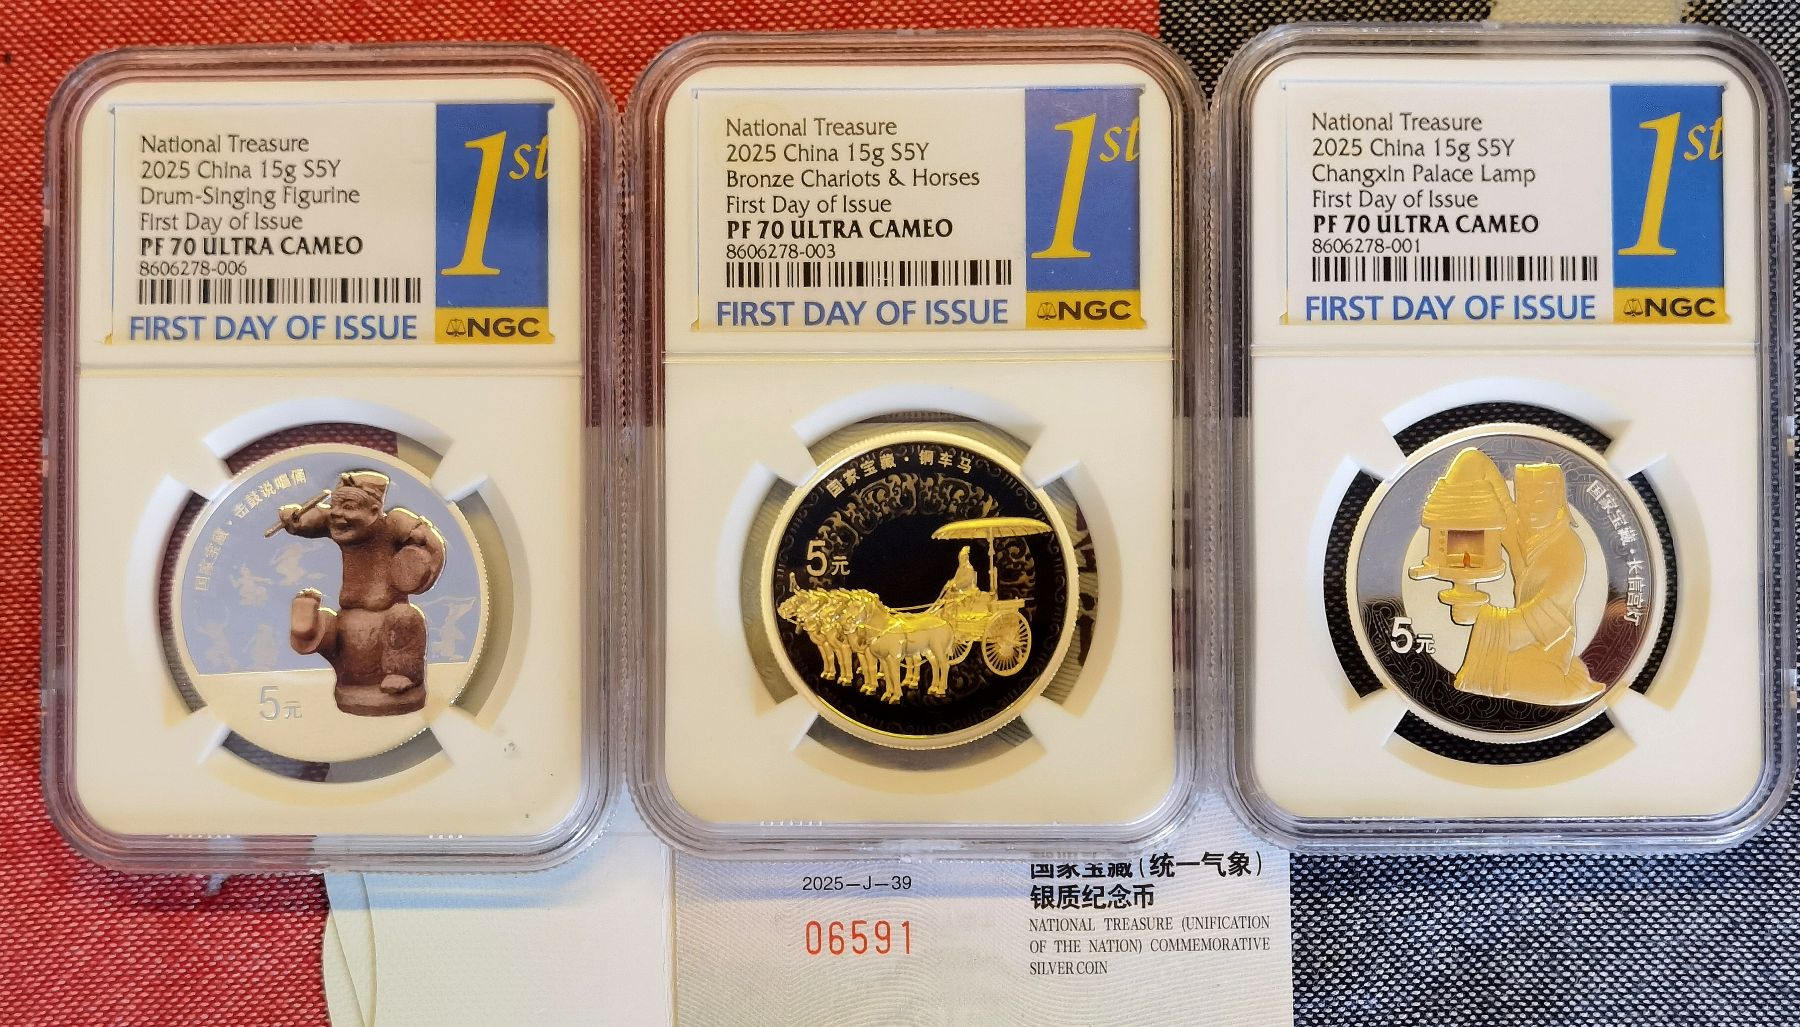 National Treasure
2025 China 15g S5Y
Drum-Singing Figurine
First Day of Issue
PF 70 ULTRA CAMEO
8606278-006
FIRST DAY OF ISSUE
1st
NGC
国家宝藏·击鼓说唱俑
5元
National Treasure
2025 China 15g S5Y
Bronze Chariots & Horses
First Day of Issue
PF 70 ULTRA CAMEO
8606278-003
FIRST DAY OF ISSUE
1st
NGC
国家宝藏·铜车马
5元
National Treasure
2025 China 15g S5Y
Changxin Palace Lamp
First Day of Issue
PF 70 ULTRA CAMEO
8606278-001
FIRST DAY OF ISSUE
1st
NGC
国家宝藏·长信宫灯
5元
2025—J—39
06591
国家宝藏(统一气象)
银质纪念币
NATIONAL TREASURE (UNIFICATION
OF THE NATION) COMMEMORATIVE
SILVER COIN